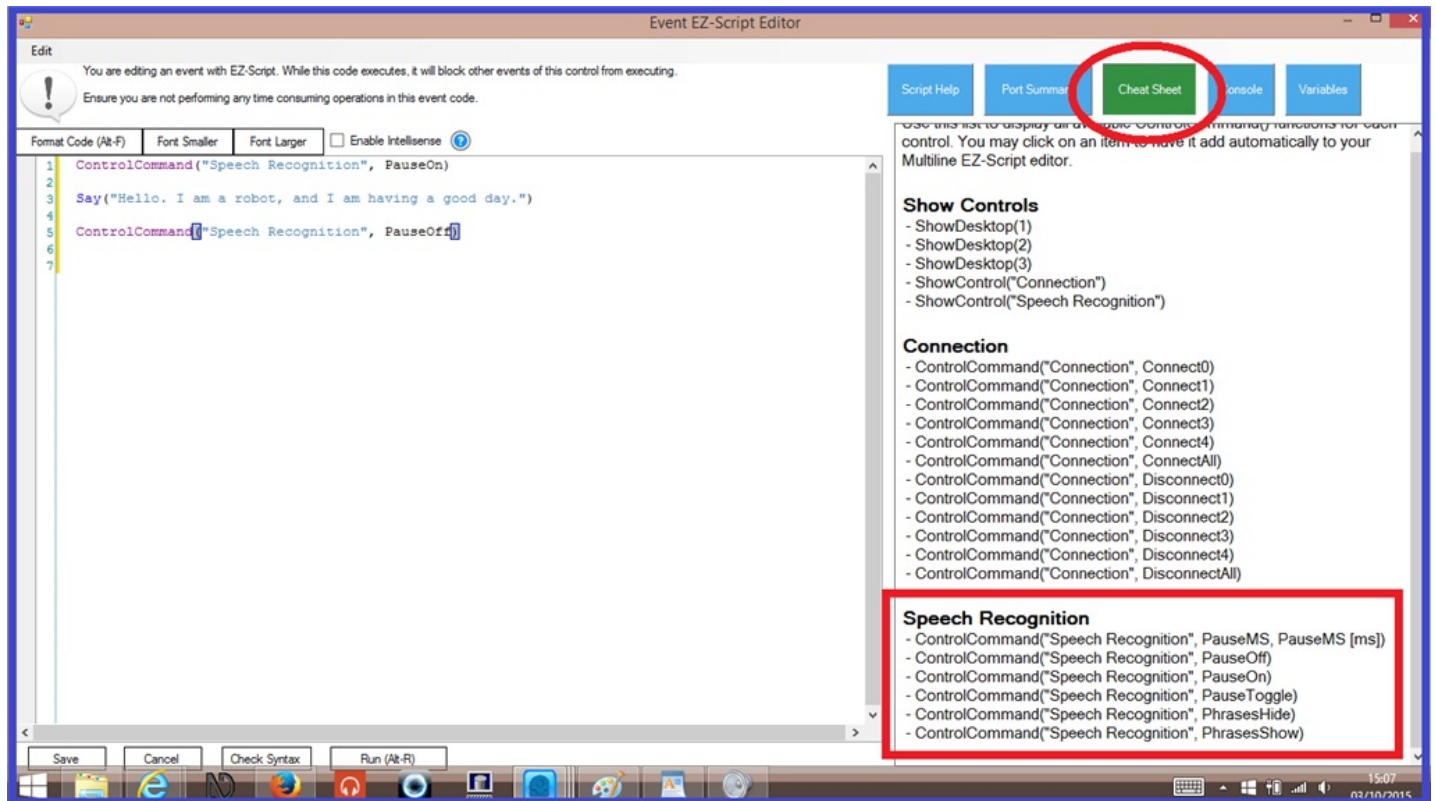 Event EZ-Script Editor
Edit
You are editing an event with EZ-Script. While this code executes, it will block other events of this control from executing.
Ensure you are not performing any time consuming operations in this event code.
Script Help
Port Summar
Cheat Sheet
onsole
Variables
Format Code (Alt-F)
Font Smaller
Font Larger
Enable Intellisense
1 ControlCommand("Speech Recognition", PauseOn)
2
3 Say("Hello. I am a robot, and I am having a good day.")
4
5 ControlCommand("Speech Recognition", PauseOff)
6
7
control. You may click on an item to have it add automatically to your
Multiline EZ-Script editor.
Show Controls
- ShowDesktop(1)
- ShowDesktop(2)
- ShowDesktop(3)
- ShowControl("Connection")
- ShowControl("Speech Recognition")
Connection
- ControlCommand("Connection", Connect0)
- ControlCommand("Connection", Connect1)
- ControlCommand("Connection", Connect2)
- ControlCommand("Connection", Connect3)
- ControlCommand("Connection", Connect4)
- ControlCommand("Connection", ConnectAll)
- ControlCommand("Connection", Disconnect0)
- ControlCommand("Connection", Disconnect1)
- ControlCommand("Connection", Disconnect2)
- ControlCommand("Connection", Disconnect3)
- ControlCommand("Connection", Disconnect4)
- ControlCommand("Connection", DisconnectAll)
Speech Recognition
- ControlCommand("Speech Recognition", PauseMS, PauseMS [ms])
- ControlCommand("Speech Recognition", PauseOff)
- ControlCommand("Speech Recognition", PauseOn)
- ControlCommand("Speech Recognition", PauseToggle)
- ControlCommand("Speech Recognition", PhrasesHide)
- ControlCommand("Speech Recognition", PhrasesShow)
Save
Cancel
Check Syntax
Run (Alt-R)
15:07
03/10/2015